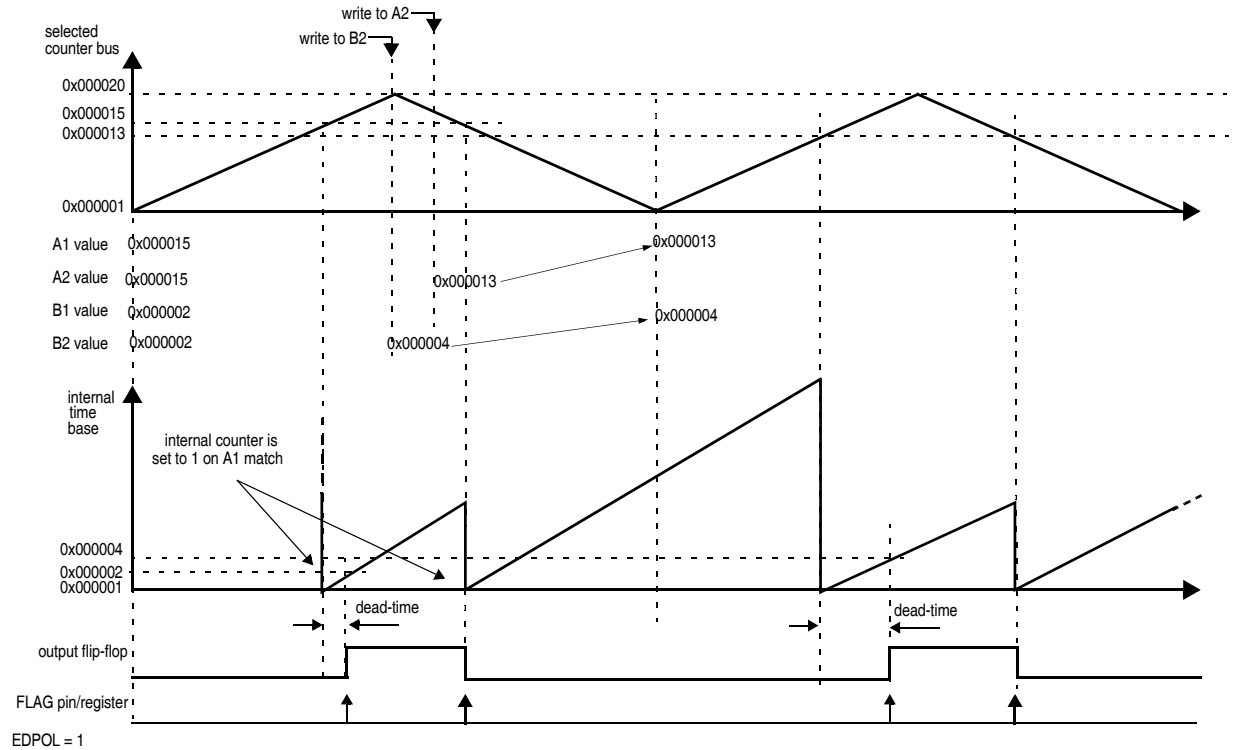 write to A2
selected
counter bus
write to B2
0x000020
0x000015
0x000013
0x000001
A1 value 0x000015 0x000013
A2 value 0x000015 0x000013
B1 value 0x000002 0x000004
B2 value 0x000002 0x000004
internal
time
base
internal counter is
set to 1 on A1 match
0x000004
0x000002
0x000001
dead-time dead-time
output flip-flop
FLAG pin/register
EDPOL = 1